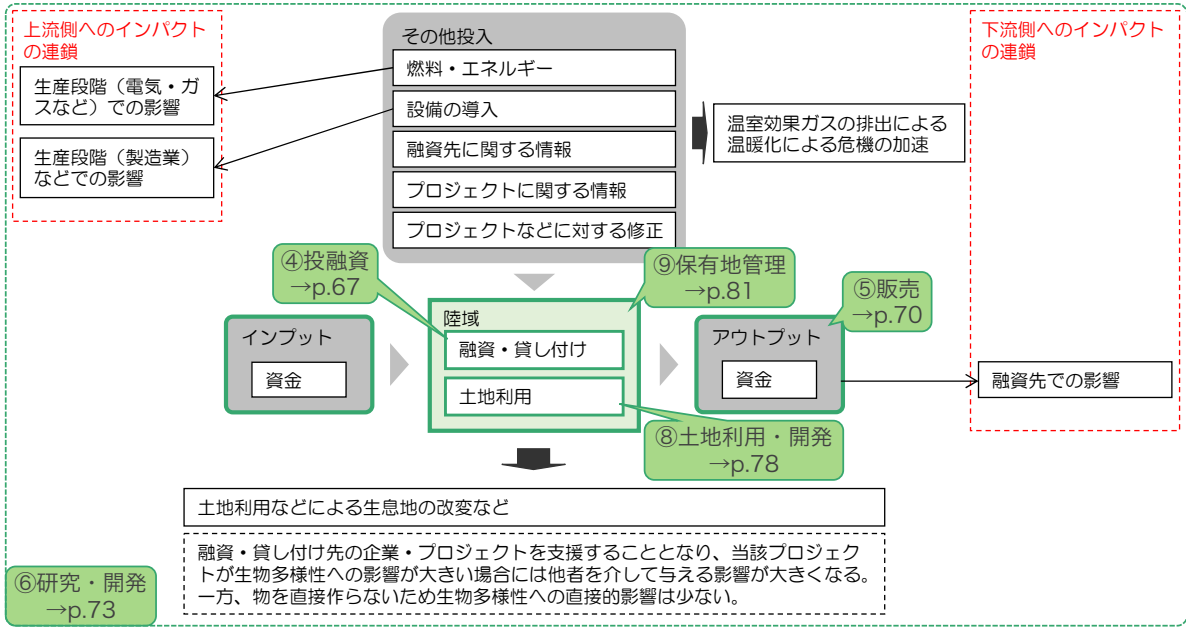 上流側へのインパクト
の連鎖
生産段階（電気・ガ
スなど）での影響
生産段階（製造業）
などでの影響
その他投入
燃料・エネルギー
設備の導入
融資先に関する情報
プロジェクトに関する情報
プロジェクトなどに対する修正
温室効果ガスの排出による
温暖化による危機の加速
下流側へのインパクト
の連鎖
④投融資
→p.67
⑨保有地管理
→p.81
⑤販売
→p.70
インプット
資金
陸域
融資・貸し付け
土地利用
アウトプット
資金
融資先での影響
⑧土地利用・開発
→p.78
土地利用などによる生息地の改変など
融資・貸し付け先の企業・プロジェクトを支援することとなり、当該プロジェク
トが生物多様性への影響が大きい場合には他者を介して与える影響が大きくなる。
一方、物を直接作らないため生物多様性への直接的影響は少ない。
⑥研究・開発
→p.73